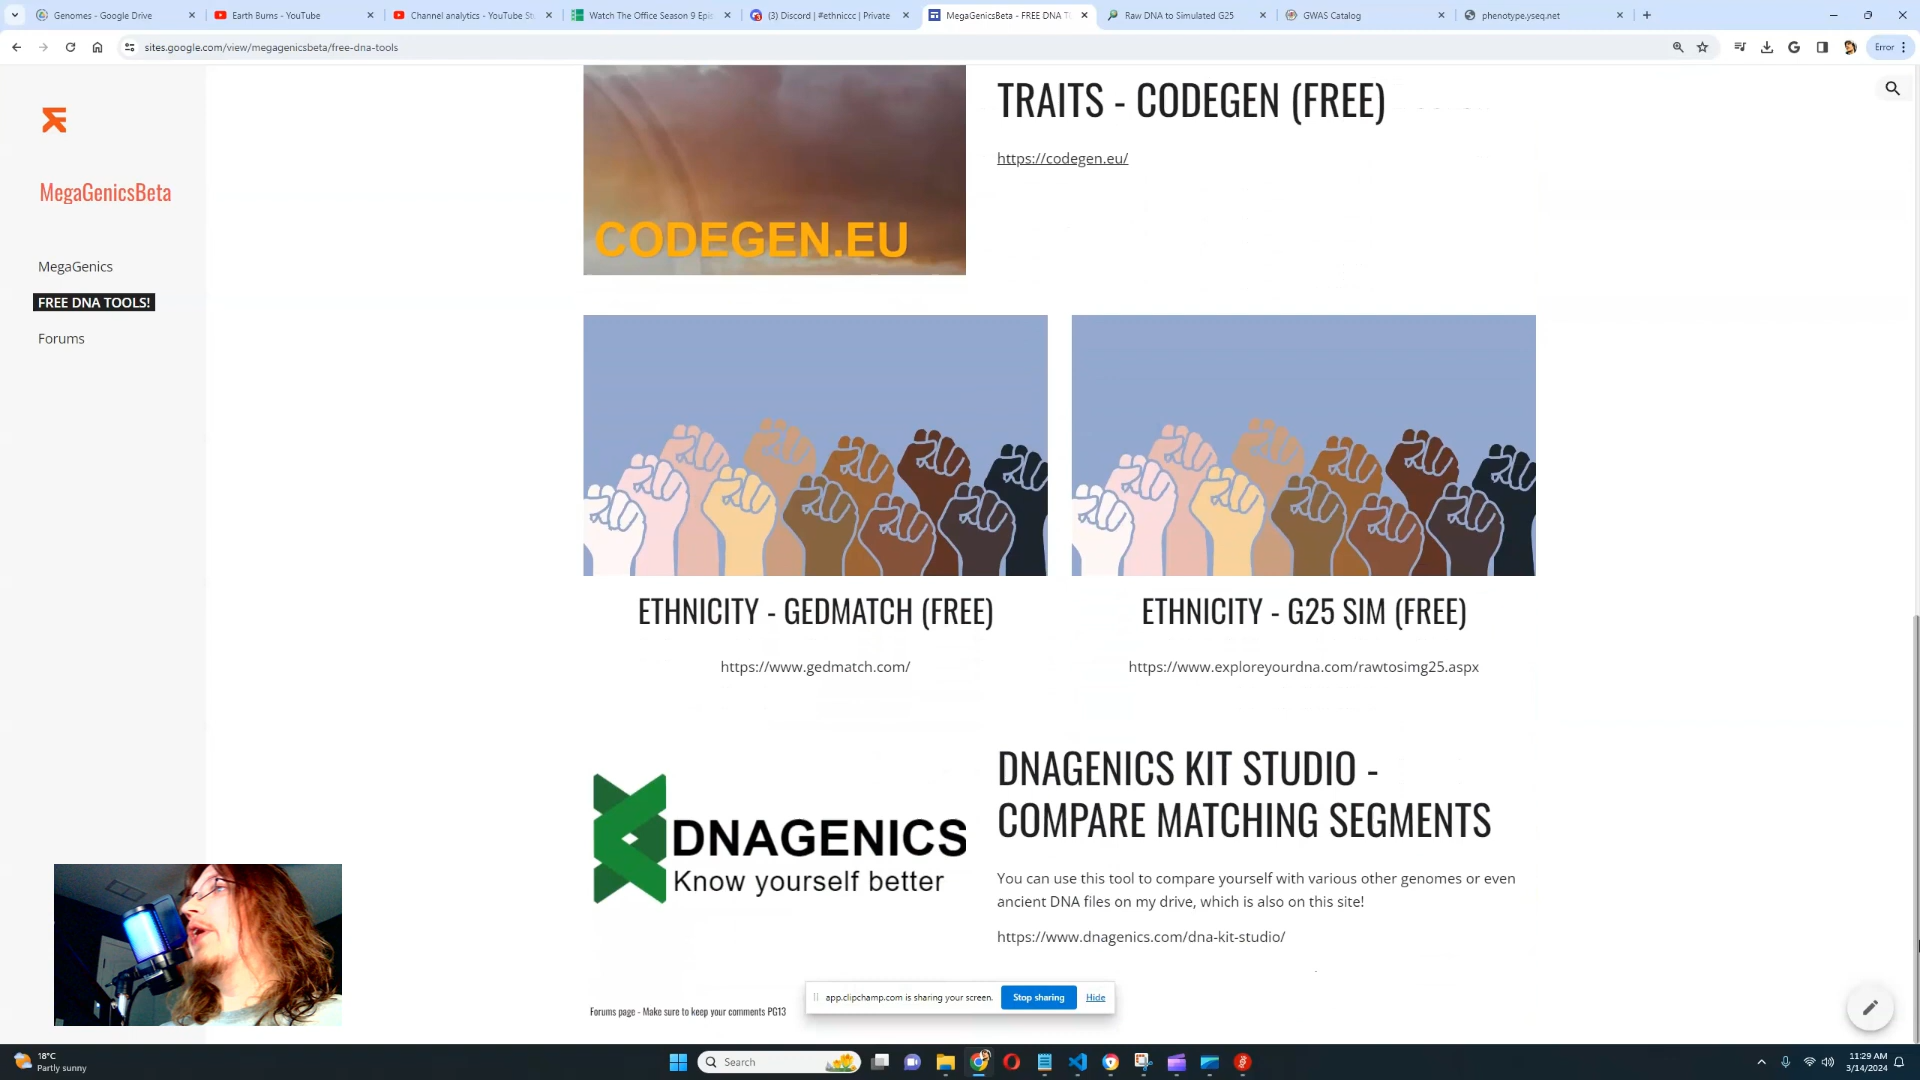 Genomes - Google Drive
Earth Burns - YouTube
Channel analytics - YouTube St
Watch The Office Season 9 Epis
(3) Discord | #ethniccc | Private
MegaGenicsBeta - FREE DNA T
Raw DNA to Simulated G25
GWAS Catalog
phenotype.yseq.net
sites.google.com/view/megagenicsbeta/free-dna-tools
Error
MegaGenicsBeta
MegaGenics
FREE DNA TOOLS!
Forums
CODEGEN.EU
TRAITS - CODEGEN (FREE)
https://codegen.eu/
ETHNICITY - GEDMATCH (FREE)
https://www.gedmatch.com/
ETHNICITY - G25 SIM (FREE)
https://www.exploreyourdna.com/rawtosimg25.aspx
DNAGENICS
Know yourself better
DNAGENICS KIT STUDIO -
COMPARE MATCHING SEGMENTS
You can use this tool to compare yourself with various other genomes or even
ancient DNA files on my drive, which is also on this site!
https://www.dnagenics.com/dna-kit-studio/
app.clipchamp.com is sharing your screen.
Stop sharing
Hide
Forums page - Make sure to keep your comments PG13
18°C
Partly sunny
Search
11:29 AM
3/14/2024